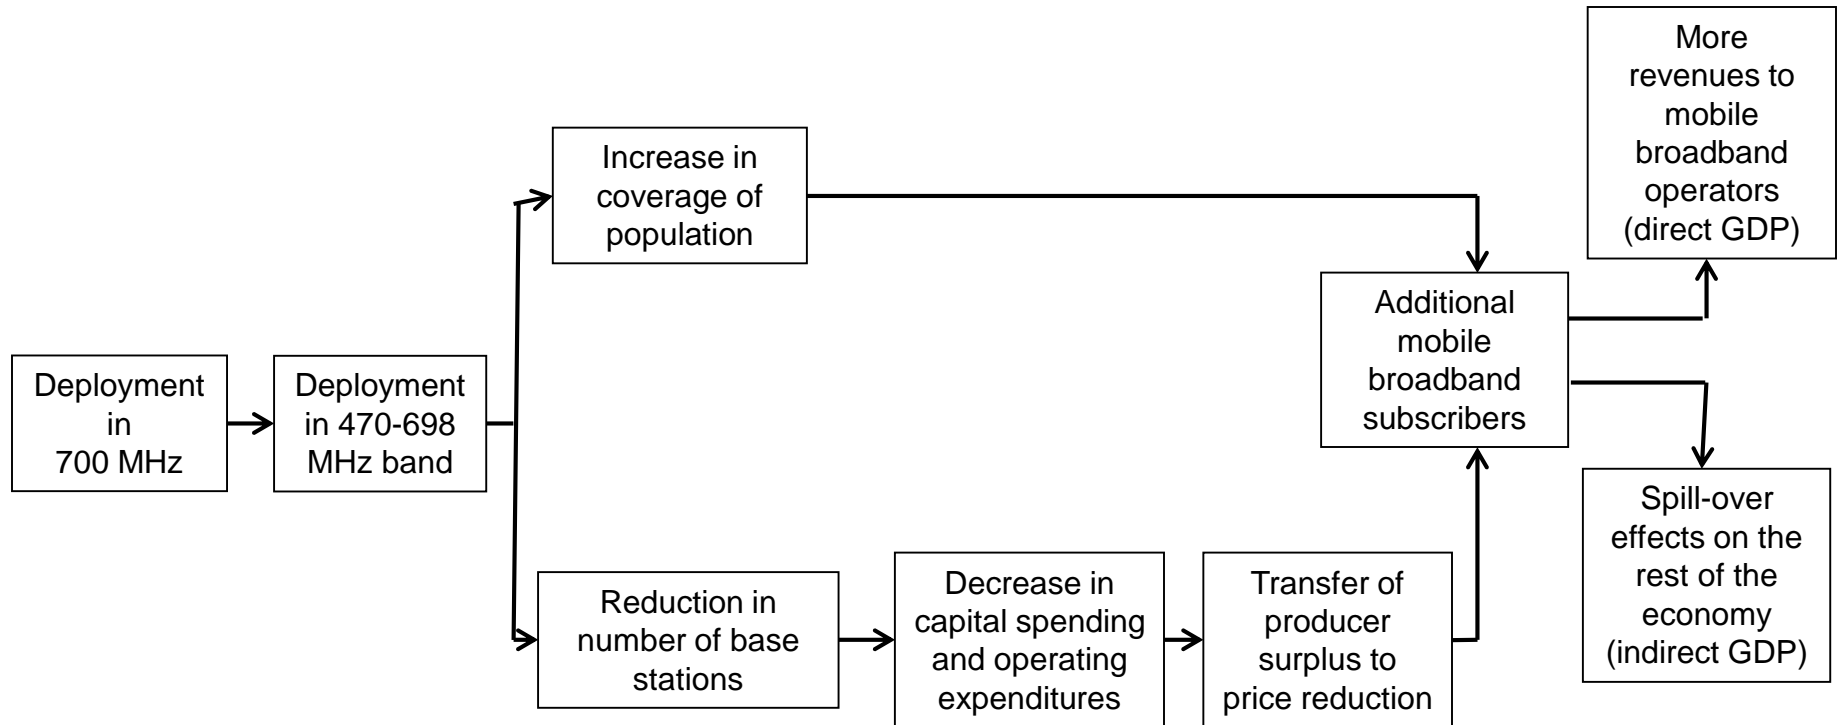 Deployment
in
700 MHz
Deployment
in 470-698
MHz band
Increase in
coverage of
population
Reduction in
number of base
stations
Decrease in
capital spending
and operating
expenditures
Transfer of
producer
surplus to
price reduction
Additional
mobile
broadband
subscribers
More
revenues to
mobile
broadband
operators
(direct GDP)
Spill-over
effects on the
rest of the
economy
(indirect GDP)